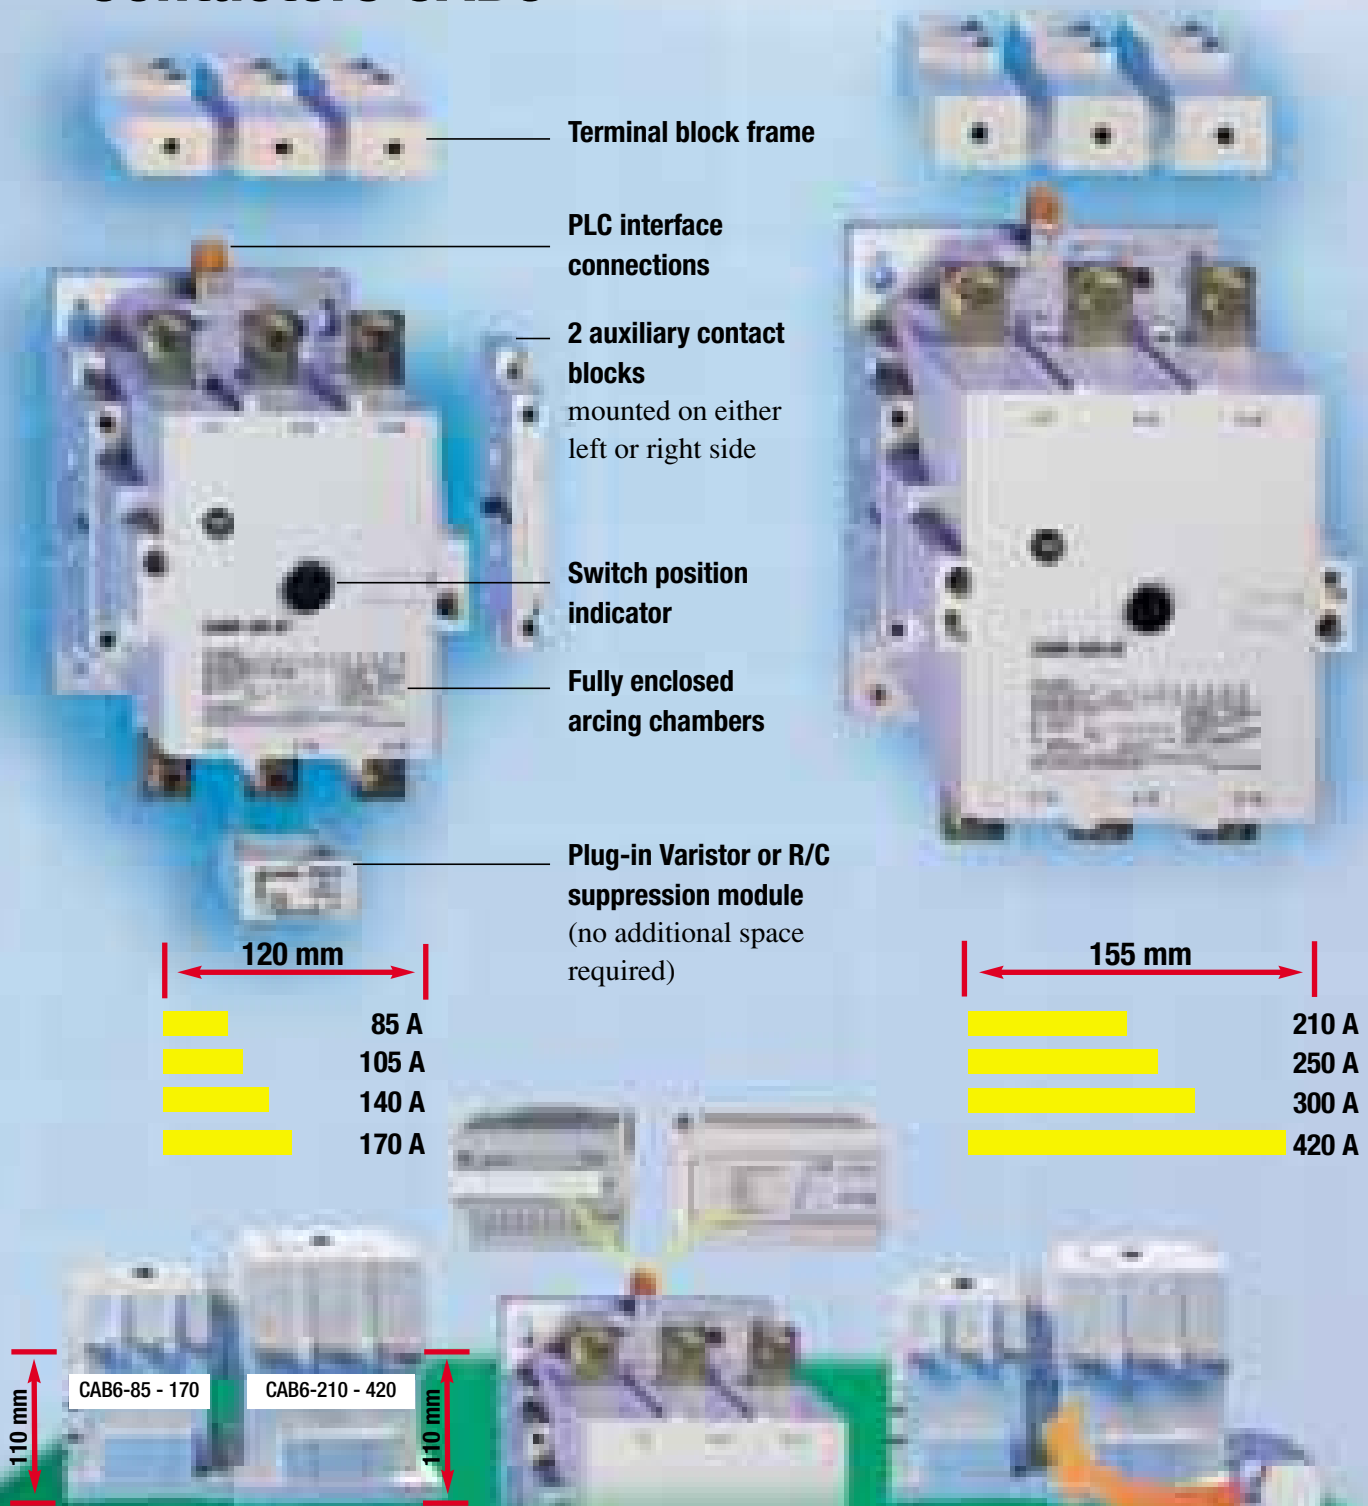 Contactors CAB6
Terminal block frame
PLC interface
connections
2 auxiliary contact
blocks
mounted on either
left or right side
Switch position
indicator
Fully enclosed
arcing chambers
Plug-in Varistor or R/C
suppression module
(no additional space
required)
120 mm
85 A
105 A
140 A
170 A
155 mm
210 A
250 A
300 A
420 A
CAB6-85 - 170
CAB6-210 - 420
110 mm
110 mm